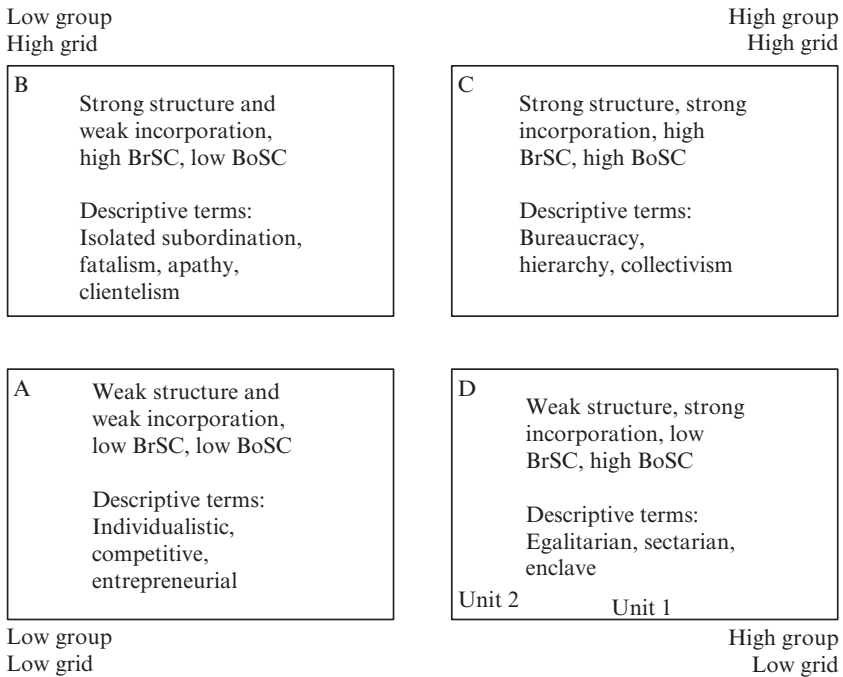 Low group
High grid
High group
High grid
B
Strong structure and
weak incorporation,
high BrSC, low BoSC
Descriptive terms:
Isolated subordination,
fatalism, apathy,
clientelism
C
Strong structure, strong
incorporation, high
BrSC, high BoSC
Descriptive terms:
Bureaucracy,
hierarchy, collectivism
A
Weak structure and
weak incorporation,
low BrSC, low BoSC
Descriptive terms:
Individualistic,
competitive,
entrepreneurial
D
Weak structure, strong
incorporation, low
BrSC, high BoSC
Descriptive terms:
Egalitarian, sectarian,
enclave
Unit 2
Unit 1
Low group
Low grid
High group
Low grid